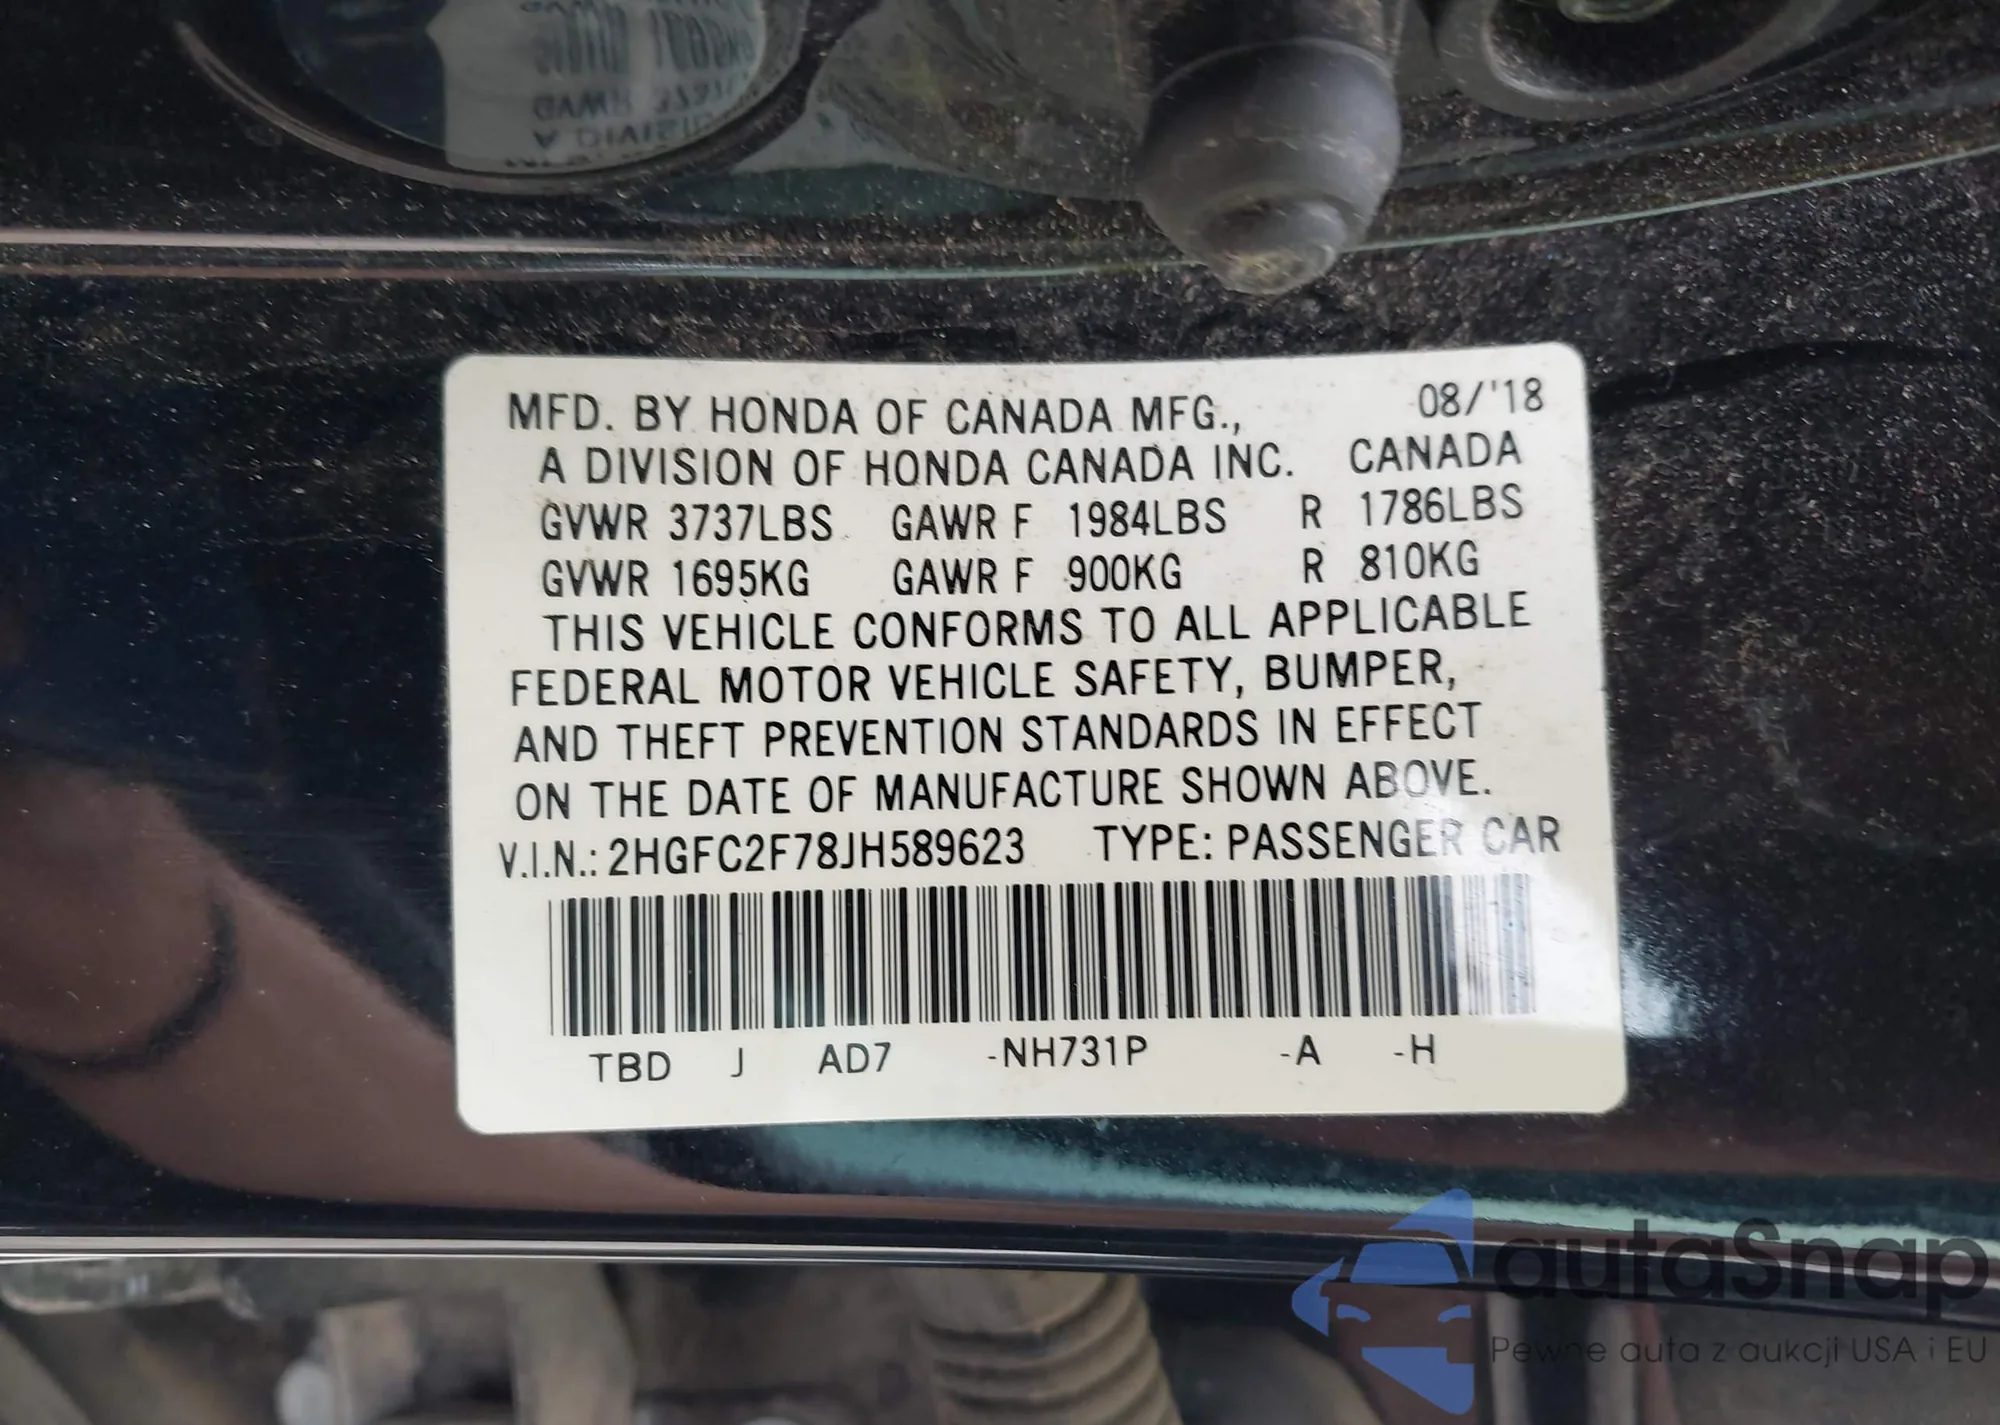 MFD. BY HONDA OF CANADA MFG., 08/'18
A DIVISION OF HONDA CANADA INC. CANADA
GVWR 3737LBS GAWR F 1984LBS R 1786LBS
GVWR 1695KG GAWR F 900KG R 810KG
THIS VEHICLE CONFORMS TO ALL APPLICABLE
FEDERAL MOTOR VEHICLE SAFETY, BUMPER,
AND THEFT PREVENTION STANDARDS IN EFFECT
ON THE DATE OF MANUFACTURE SHOWN ABOVE.
V.I.N.: 2HGFC2F78JH589623 TYPE: PASSENGER CAR
TBD J AD7 -NH731P -A -H
autaSnap
Pewne auta z aukcji USA i EU